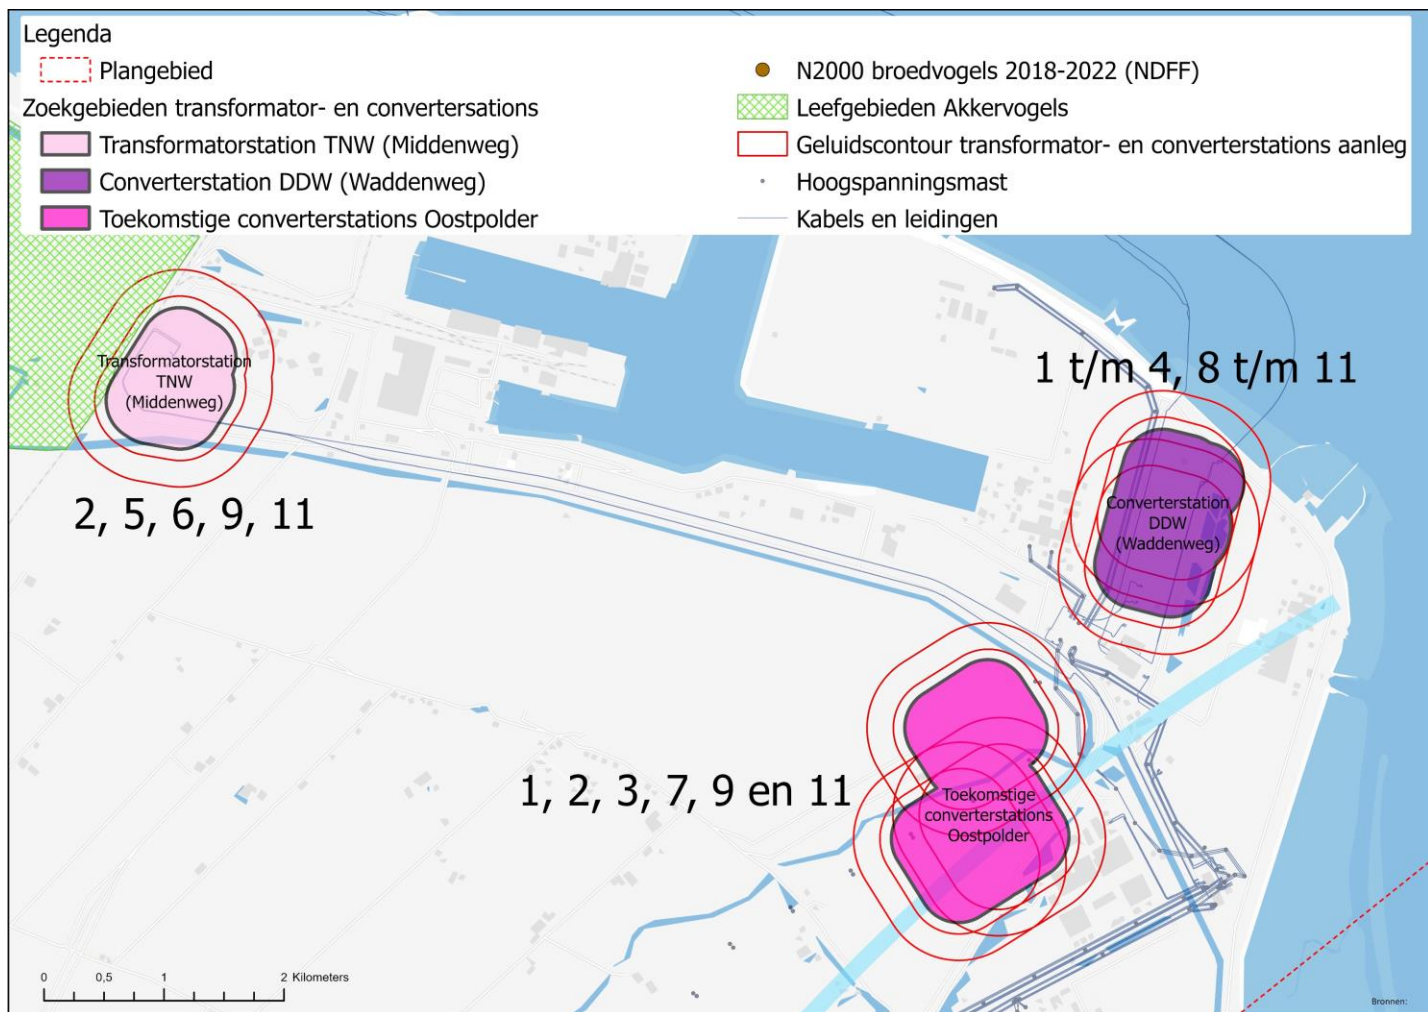 Legenda
Plangebied
Zoekgebieden transformator- en convertersations
Transformatorstation TNW (Middenweg)
Converterstation DDW (Waddenweg)
Toekomstige converterstations Oostpolder
N2000 broedvogels 2018-2022 (NDFF)
Leefgebieden Akkervogels
Geluidscontour transformator- en converterstations aanleg
Hoogspanningsmast
Kabels en leidingen
Transformatorstation
TNW
(Middenweg)
2, 5, 6, 9, 11
1 t/m 4, 8 t/m 11
Converterstation
DDW
(Waddenweg)
1, 2, 3, 7, 9 en 11
Toekomstige
converterstations
Oostpolder
0 0,5 1 2 Kilometers
Bronnen: